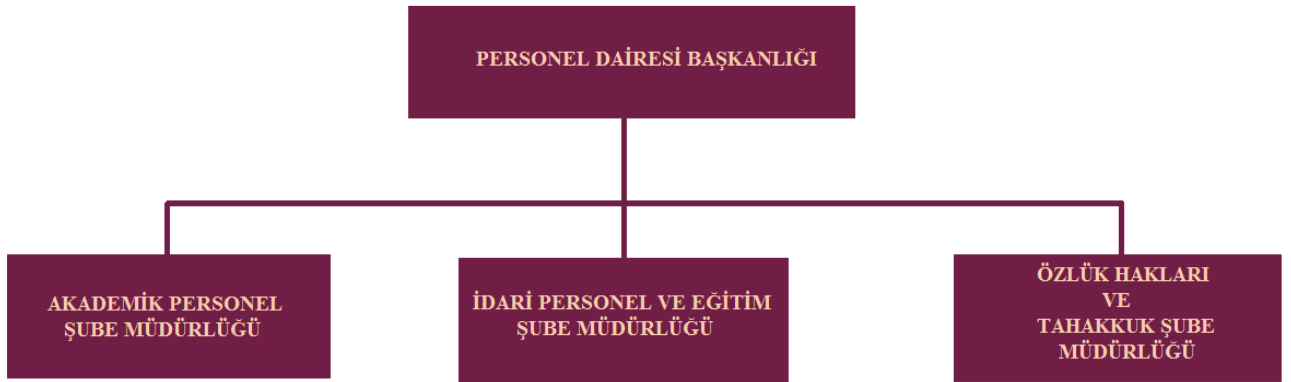 PERSONEL DAİRESİ BAŞKANLIĞI
AKADEMİK PERSONEL
ŞUBE MÜDÜRLÜĞÜ
İDARİ PERSONEL VE EĞİTİM
ŞUBE MÜDÜRLÜĞÜ
ÖZLÜK HAKLARI
VE
TAHAKKUK ŞUBE
MÜDÜRLÜĞÜ